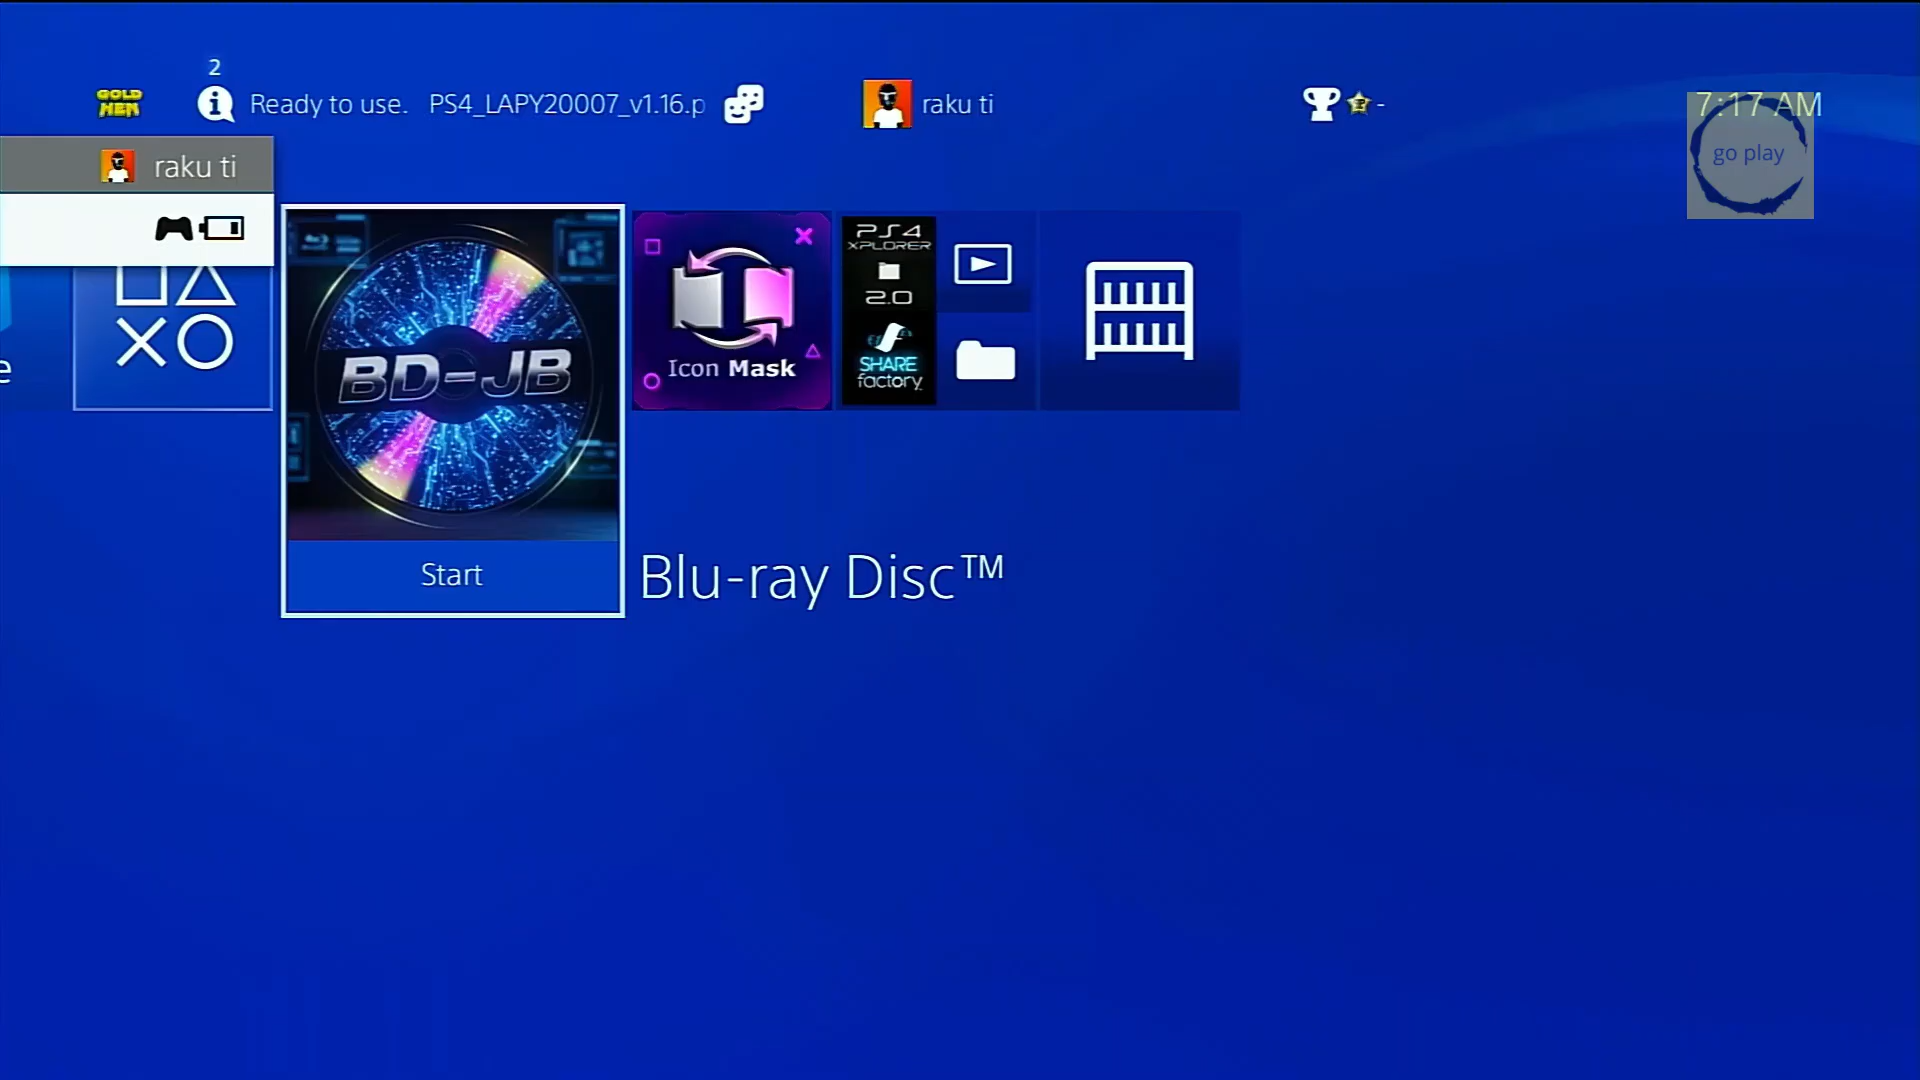 2
GOLD HEN
Ready to use. PS4_LAPY20007_v1.16.p
raku ti
-
7:17 AM
go play
raku ti
e
BD-JB
Start
Icon Mask
PS4
XPLORER
2.0
SHARE
factory
Blu-ray Disc™